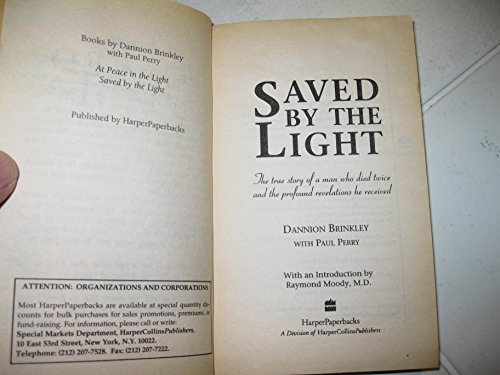 Books by Dannion Brinkley
with Paul Perry
At Peace in the Light
Saved by the Light
Published by HarperPaperbacks
ATTENTION: ORGANIZATIONS AND CORPORATIONS
Most HarperPaperbacks are available at special quantity dis-
counts for bulk purchases for sales promotions, premiums, or
fund-raising. For information, please call or write:
Special Markets Department, HarperCollinsPublishers,
10 East 53rd Street, New York, N.Y. 10022.
Telephone: (212) 207-7528. Fax: (212) 207-7222.
SAVED
BY THE
LIGHT
The true story of a man who died twice
and the profound revelations he received
DANNION BRINKLEY
WITH PAUL PERRY
With an Introduction by
Raymond Moody, M.D.
HarperPaperbacks
A Division of HarperCollinsPublishers